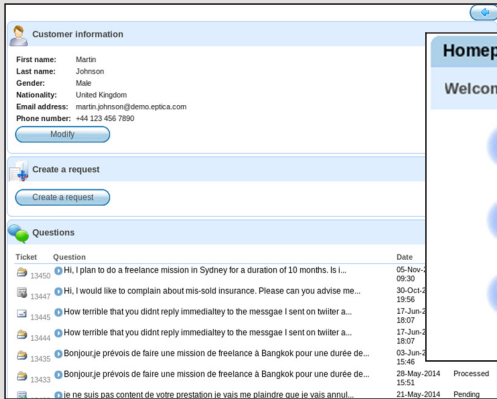 Customer information
First name: Martin
Last name: Johnson
Gender: Male
Nationality: United Kingdom
Email address: martin.johnson@demo.eptica.com
Phone number: +44 123 456 7890
Modify
Create a request
Create a request
Questions
Homep
Welcon
Ticket Question Date
13450 Hi, I plan to do a freelance mission in Sydney for a duration of 10 months. Is i... 05-Nov-2
09:30
13447 Hi, I would like to complain about mis-sold insurance. Please can you advise me... 30-Oct-2
19:56
13445 How terrible that you didnt reply immediatley to the messgae I sent on twiiter a... 17-Jun-2
18:07
13444 How terrible that you didnt reply immediatley to the messgae I sent on twiiter a... 17-Jun-2
18:07
13435 Bonjour,je prévois de faire une mission de freelance à Bangkok pour une durée de... 03-Jun-2
15:46
13433 Bonjour,je prévois de faire une mission de freelance à Bangkok pour une durée de... 28-May-2014 Processed
15:51
je ne suis pas content de votre prestation je vais me plaindre que je vais annul... 21-May-2014 Pending